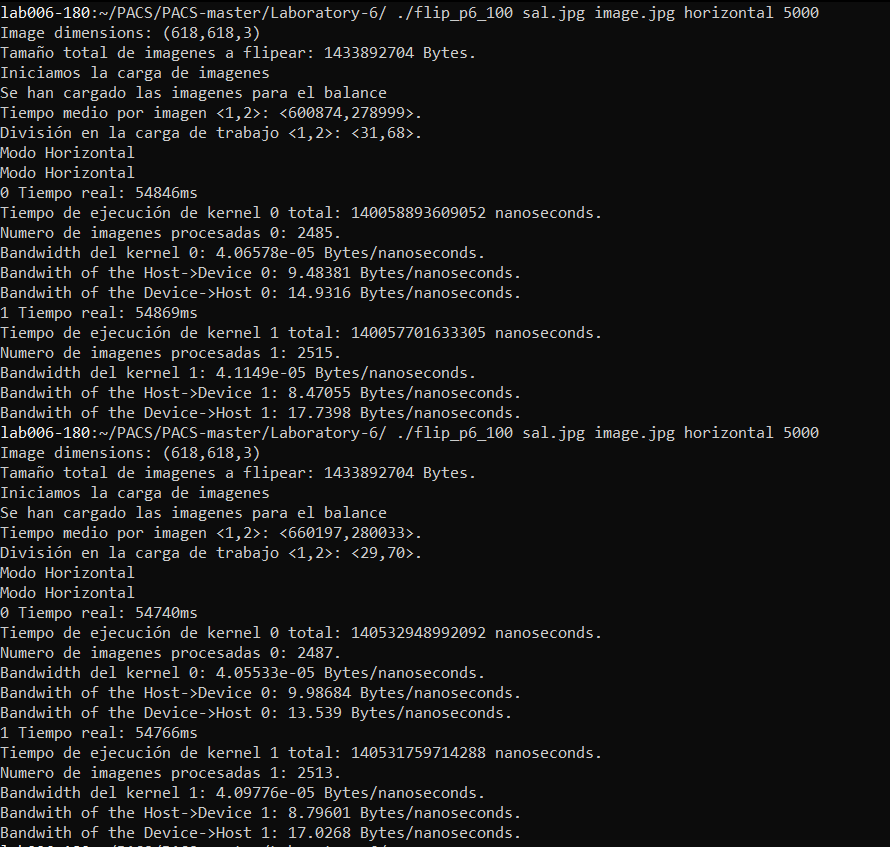 lab006-180:~/PACS/PACS-master/Laboratory-6/ ./flip_p6_100 sal.jpg image.jpg horizontal 5000
Image dimensions: (618,618,3)
Tamaño total de imagenes a flipear: 1433892704 Bytes.
Iniciamos la carga de imagenes
Se han cargado las imagenes para el balance
Tiempo medio por imagen <1,2>: <600874,278999>.
División en la carga de trabajo <1,2>: <31,68>.
Modo Horizontal
Modo Horizontal
0 Tiempo real: 54846ms
Tiempo de ejecución de kernel 0 total: 140058893609052 nanoseconds.
Numero de imagenes procesadas 0: 2485.
Bandwidth del kernel 0: 4.06578e-05 Bytes/nanoseconds.
Bandwith of the Host->Device 0: 9.48381 Bytes/nanoseconds.
Bandwith of the Device->Host 0: 14.9316 Bytes/nanoseconds.
1 Tiempo real: 54869ms
Tiempo de ejecución de kernel 1 total: 140057701633305 nanoseconds.
Numero de imagenes procesadas 1: 2515.
Bandwidth del kernel 1: 4.1149e-05 Bytes/nanoseconds.
Bandwith of the Host->Device 1: 8.47055 Bytes/nanoseconds.
Bandwith of the Device->Host 1: 17.7398 Bytes/nanoseconds.
lab006-180:~/PACS/PACS-master/Laboratory-6/ ./flip_p6_100 sal.jpg image.jpg horizontal 5000
Image dimensions: (618,618,3)
Tamaño total de imagenes a flipear: 1433892704 Bytes.
Iniciamos la carga de imagenes
Se han cargado las imagenes para el balance
Tiempo medio por imagen <1,2>: <660197,280033>.
División en la carga de trabajo <1,2>: <29,70>.
Modo Horizontal
Modo Horizontal
0 Tiempo real: 54740ms
Tiempo de ejecución de kernel 0 total: 140532948992092 nanoseconds.
Numero de imagenes procesadas 0: 2487.
Bandwidth del kernel 0: 4.05533e-05 Bytes/nanoseconds.
Bandwith of the Host->Device 0: 9.98684 Bytes/nanoseconds.
Bandwith of the Device->Host 0: 13.539 Bytes/nanoseconds.
1 Tiempo real: 54766ms
Tiempo de ejecución de kernel 1 total: 140531759714288 nanoseconds.
Numero de imagenes procesadas 1: 2513.
Bandwidth del kernel 1: 4.09776e-05 Bytes/nanoseconds.
Bandwith of the Host->Device 1: 8.79601 Bytes/nanoseconds.
Bandwith of the Device->Host 1: 17.0268 Bytes/nanoseconds.